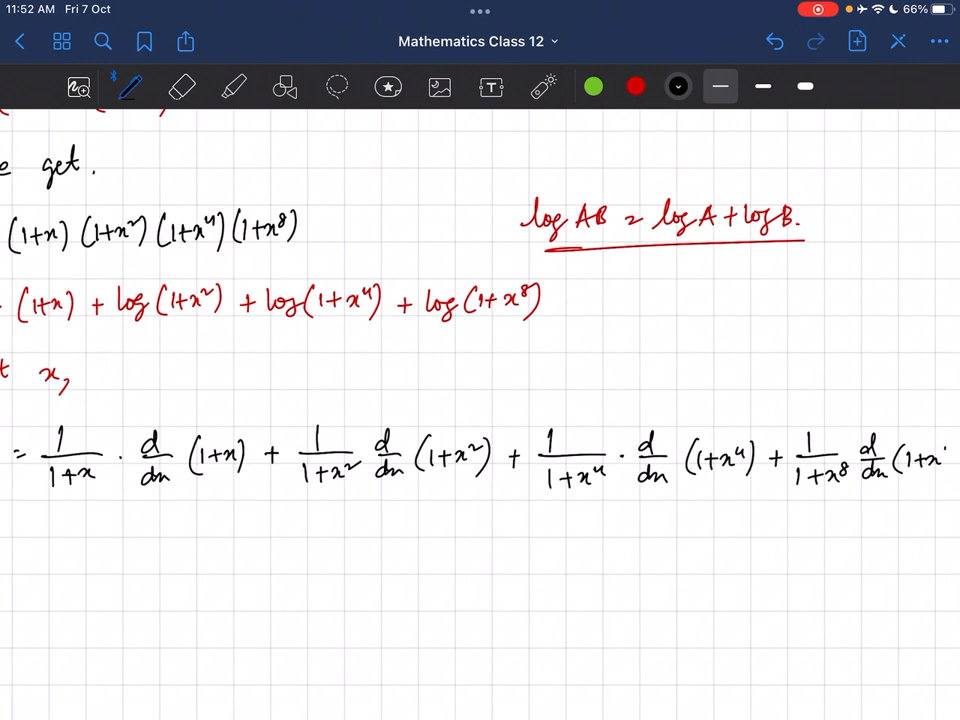 11:52 AM Fri 7 Oct
66%
Mathematics Class 12
T
e get.
(1+x) (1+x²) (1+x⁴) (1+x⁸)
log AB = log A + log B.
(1+x) + log (1+x²) + log (1+x⁴) + log (1+x⁸)
t x,
= 1/(1+x) · d/dx (1+x) + 1/(1+x²) d/dx (1+x²) + 1/(1+x⁴) · d/dx (1+x⁴) + 1/(1+x⁸) d/dx (1+x